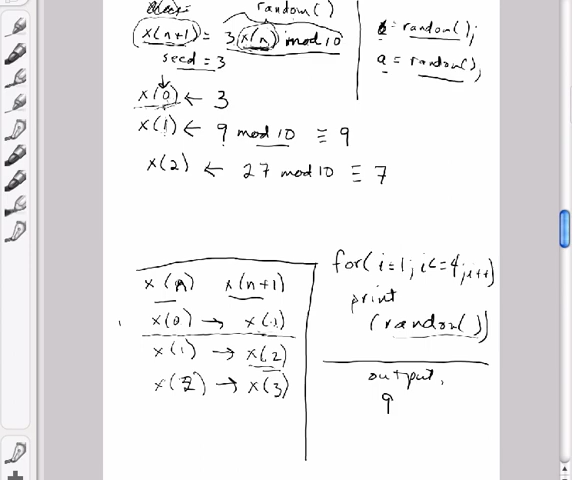 random()
x(n+1) = 3 x(n) mod 10
seed = 3
x(0) ← 3
x(1) ← 9 mod 10 ≡ 9
x(2) ← 27 mod 10 ≡ 7
= random();
a = random();
x(n) x(n+1)
x(0) → x(1)
x(1) → x(2)
x(2) → x(3)
for(i=1; i<=4; i++)
print
(random())
output
9